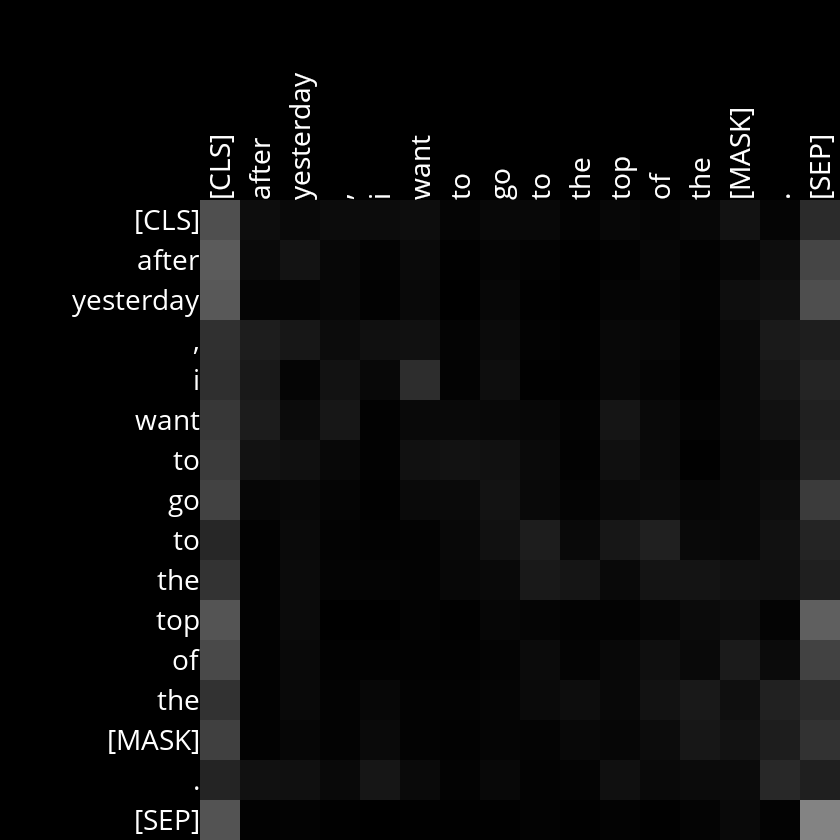 [CLS] after yesterday , i want to go to the top of the [MASK] . [SEP]
[CLS]
after
yesterday
,
i
want
to
go
to
the
top
of
the
[MASK]
.
[SEP]